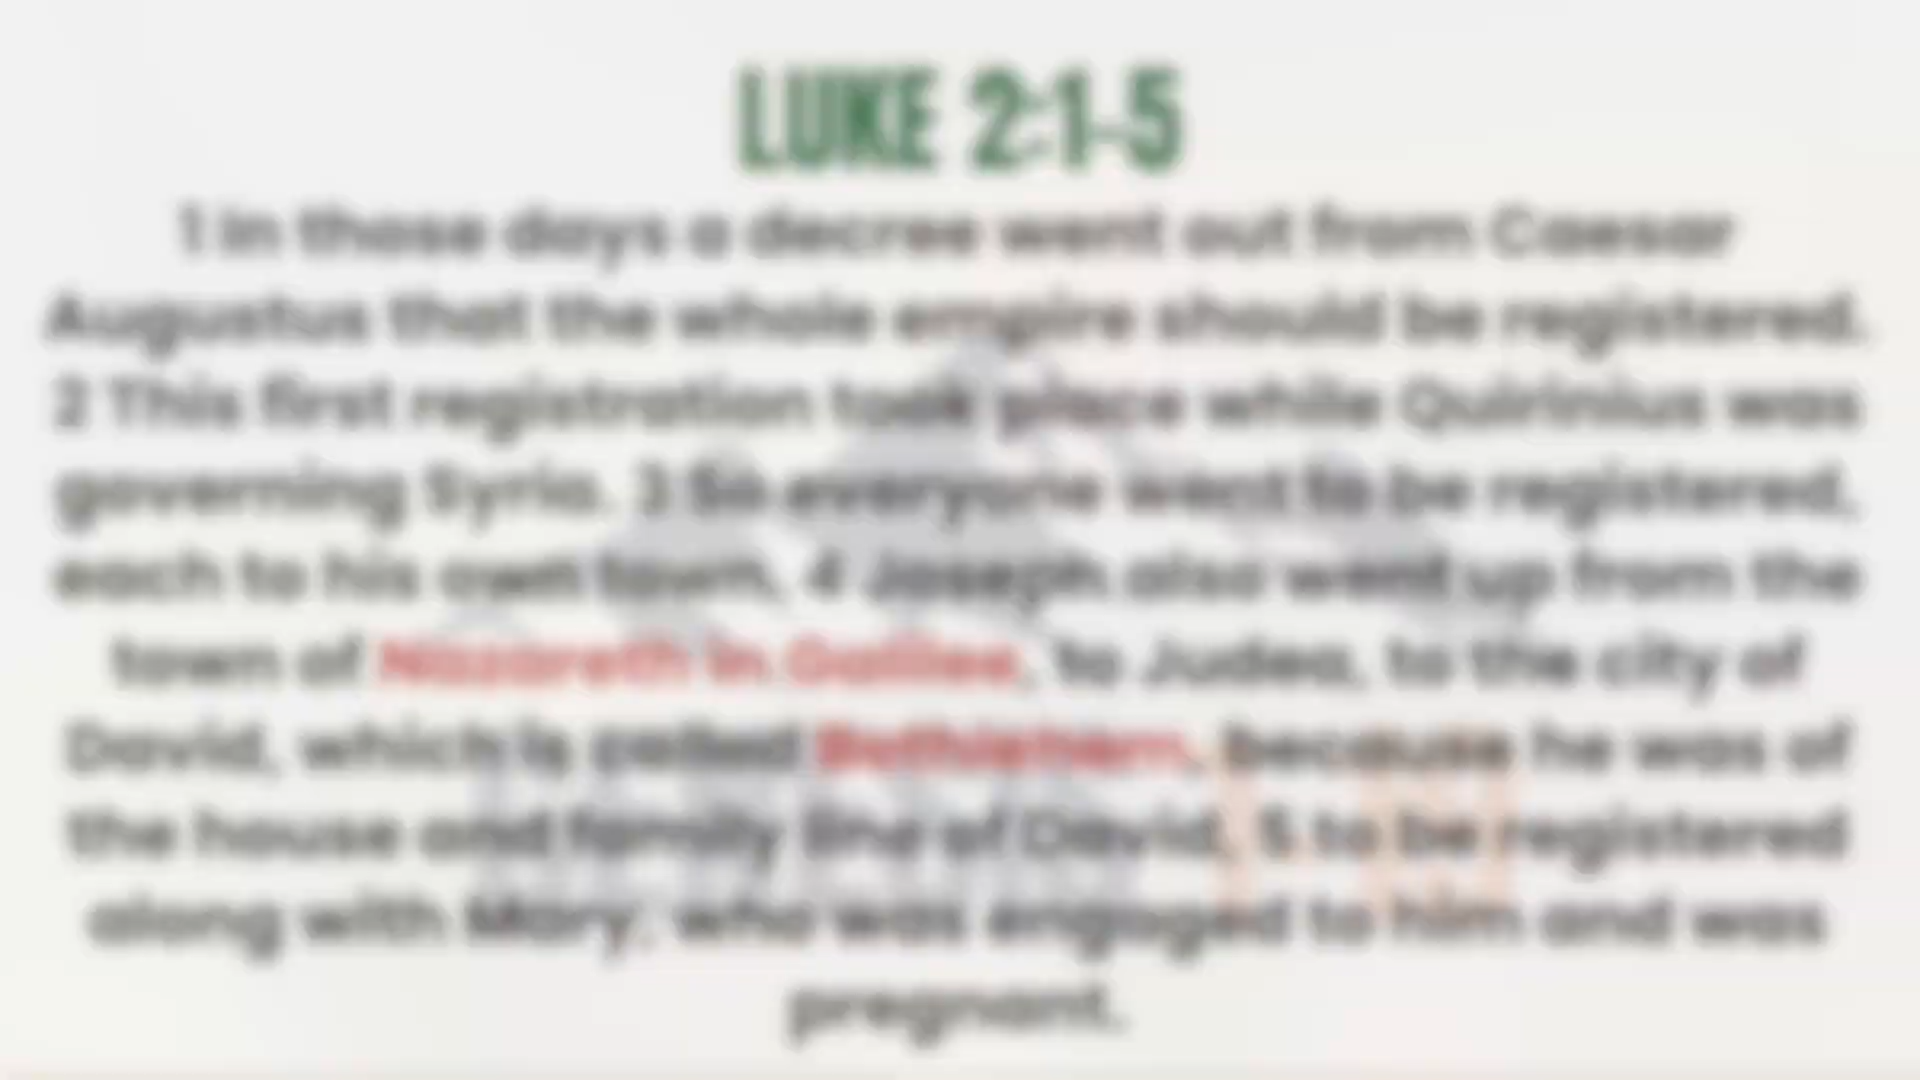 LUKE 2:1-5
1 In those days a decree went out from Caesar
Augustus that the whole empire should be registered.
2 This first registration took place while Quirinius was
governing Syria. 3 So everyone went to be registered,
each to his own town. 4 Joseph also went up from the
town of Nazareth in Galilee, to Judea, to the city of
David, which is called Bethlehem, because he was of
the house and family line of David, 5 to be registered
along with Mary, who was engaged to him and was
pregnant.